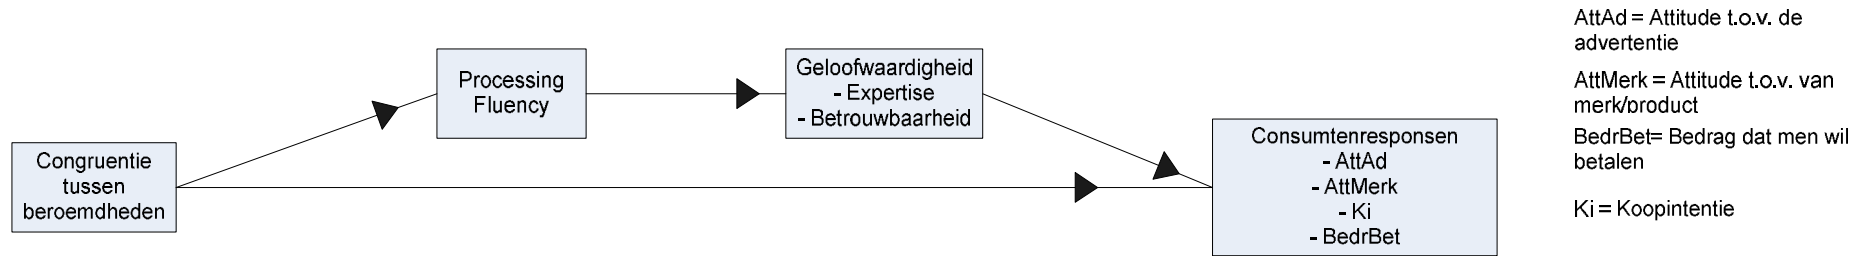 Congruentie
tussen
beroemdheden
Processing
Fluency
Geloofwaardigheid
- Expertise
- Betrouwbaarheid
Consumtenresponsen
- AttAd
- AttMerk
- Ki
- BedrBet
AttAd = Attitude t.o.v. de
advertentie
AttMerk = Attitude t.o.v. van
merk/product
BedrBet= Bedrag dat men wil
betalen
Ki = Koopintentie